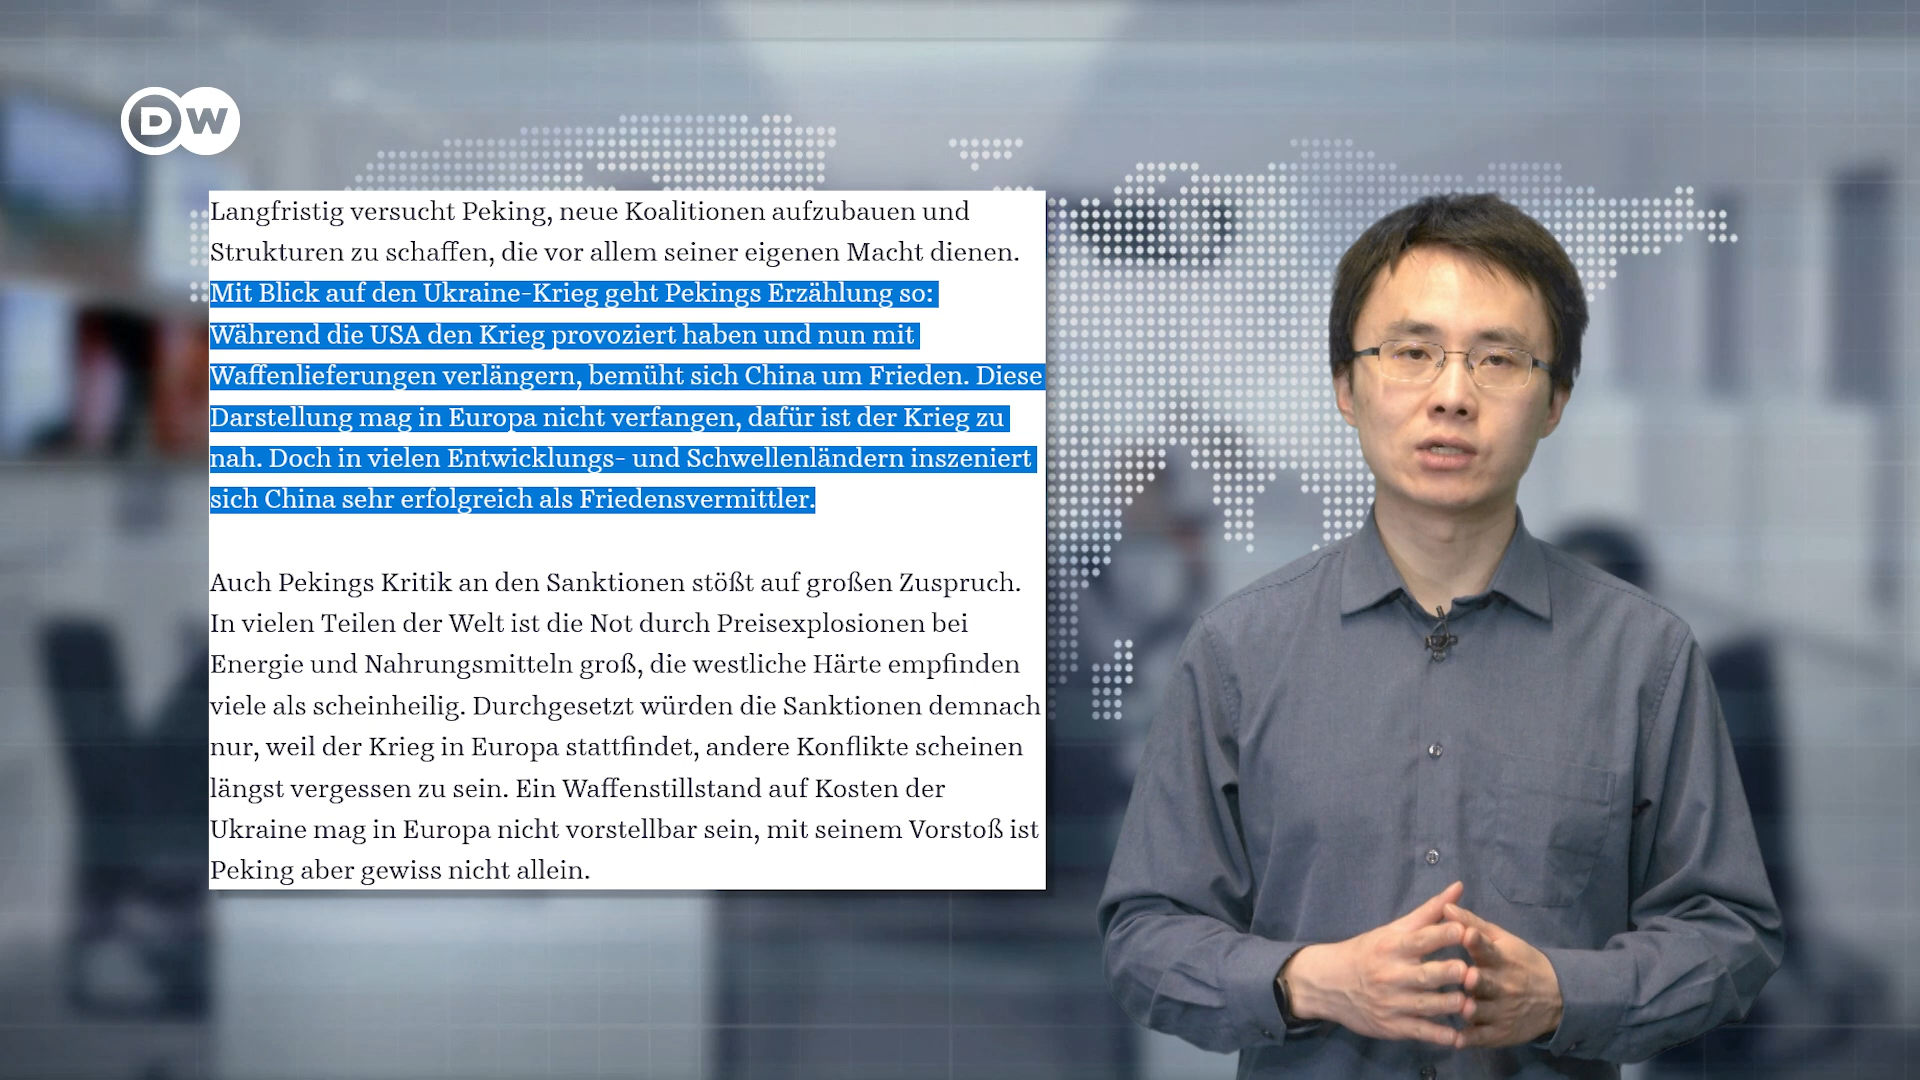 DW
Langfristig versucht Peking, neue Koalitionen aufzubauen und
Strukturen zu schaffen, die vor allem seiner eigenen Macht dienen.
Mit Blick auf den Ukraine-Krieg geht Pekings Erzählung so:
Während die USA den Krieg provoziert haben und nun mit
Waffenlieferungen verlängern, bemüht sich China um Frieden. Diese
Darstellung mag in Europa nicht verfangen, dafür ist der Krieg zu
nah. Doch in vielen Entwicklungs- und Schwellenländern inszeniert
sich China sehr erfolgreich als Friedensvermittler.
Auch Pekings Kritik an den Sanktionen stößt auf großen Zuspruch.
In vielen Teilen der Welt ist die Not durch Preisexplosionen bei
Energie und Nahrungsmitteln groß, die westliche Härte empfinden
viele als scheinheilig. Durchgesetzt würden die Sanktionen demnach
nur, weil der Krieg in Europa stattfindet, andere Konflikte scheinen
längst vergessen zu sein. Ein Waffenstillstand auf Kosten der
Ukraine mag in Europa nicht vorstellbar sein, mit seinem Vorstoß ist
Peking aber gewiss nicht allein.